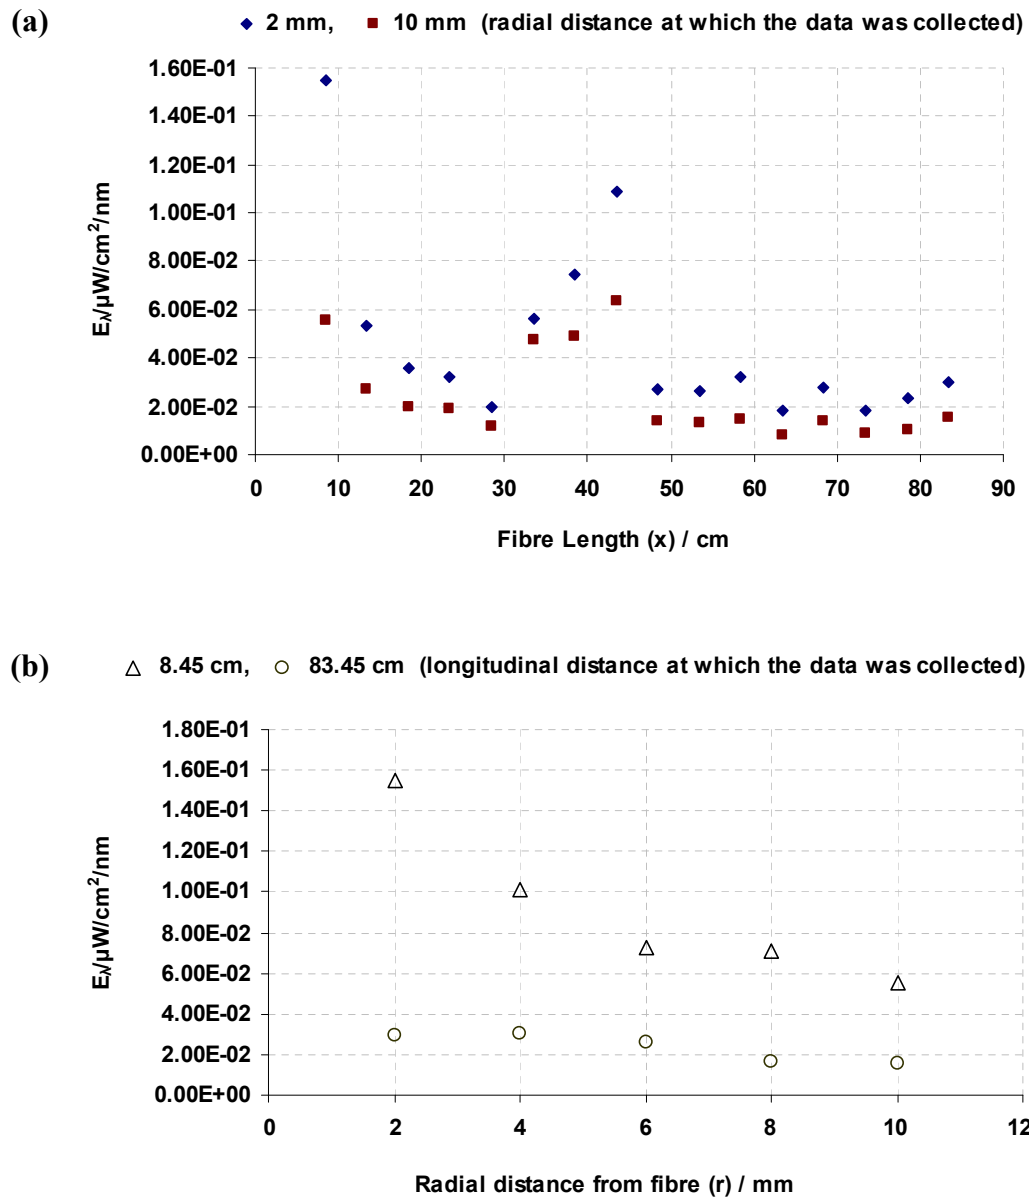 (a)
2 mm, 10 mm (radial distance at which the data was collected)
1.60E-01
1.40E-01
1.20E-01
1.00E-01
8.00E-02
6.00E-02
4.00E-02
2.00E-02
0.00E+00
Eλ/µW/cm²/nm
0 10 20 30 40 50 60 70 80 90
Fibre Length (x) / cm
(b)
8.45 cm, 83.45 cm (longitudinal distance at which the data was collected)
1.80E-01
1.60E-01
1.40E-01
1.20E-01
1.00E-01
8.00E-02
6.00E-02
4.00E-02
2.00E-02
0.00E+00
Eλ/µW/cm²/nm
0 2 4 6 8 10 12
Radial distance from fibre (r) / mm